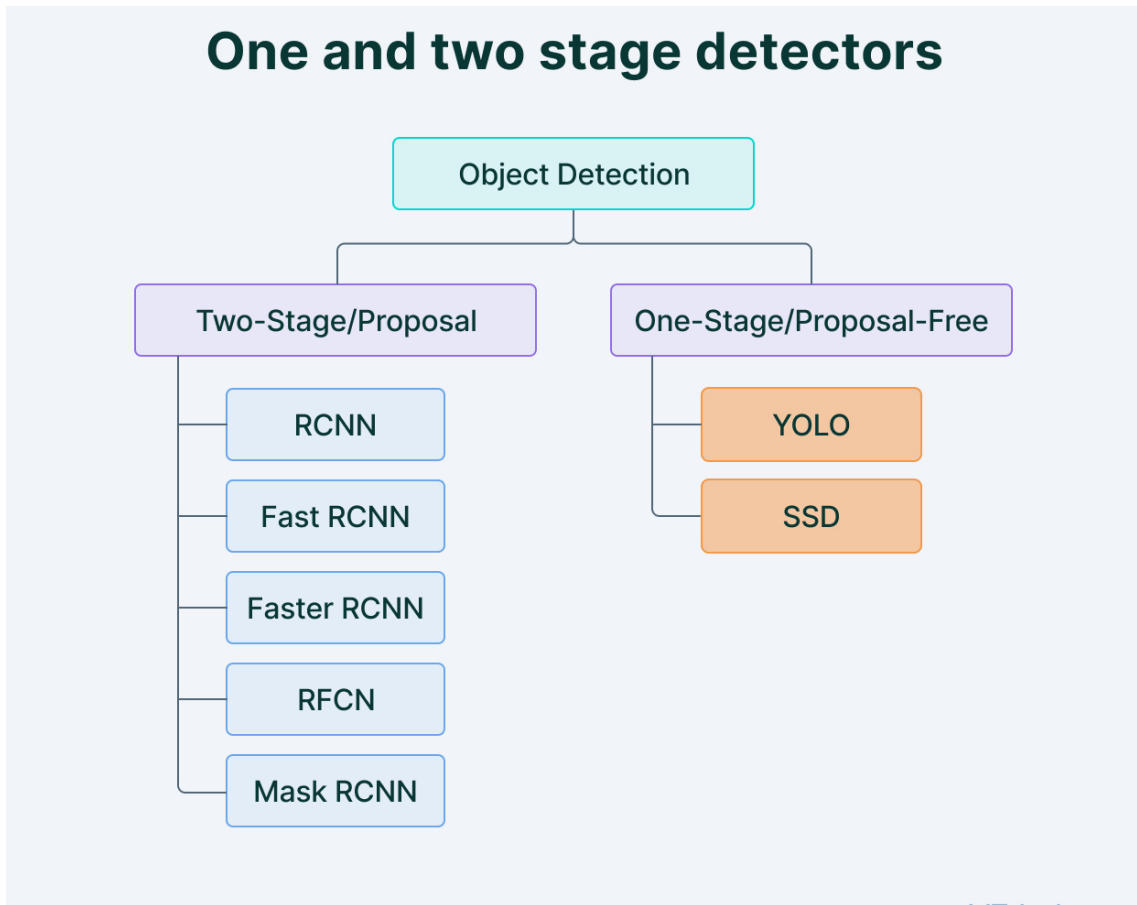 One and two stage detectors
Object Detection
Two-Stage/Proposal
One-Stage/Proposal-Free
RCNN
YOLO
Fast RCNN
SSD
Faster RCNN
RFCN
Mask RCNN